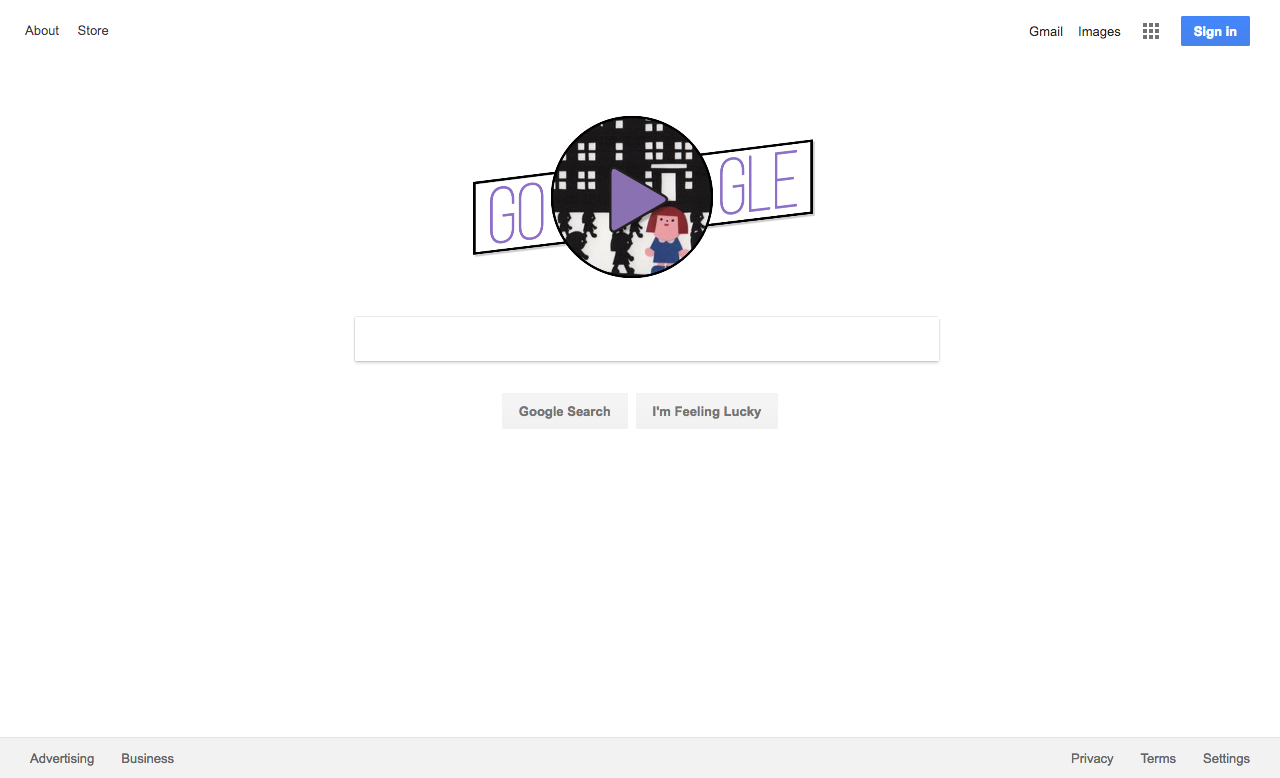 About Store Gmail Images Sign in
GO GLE
Google Search I'm Feeling Lucky
Advertising Business Privacy Terms Settings